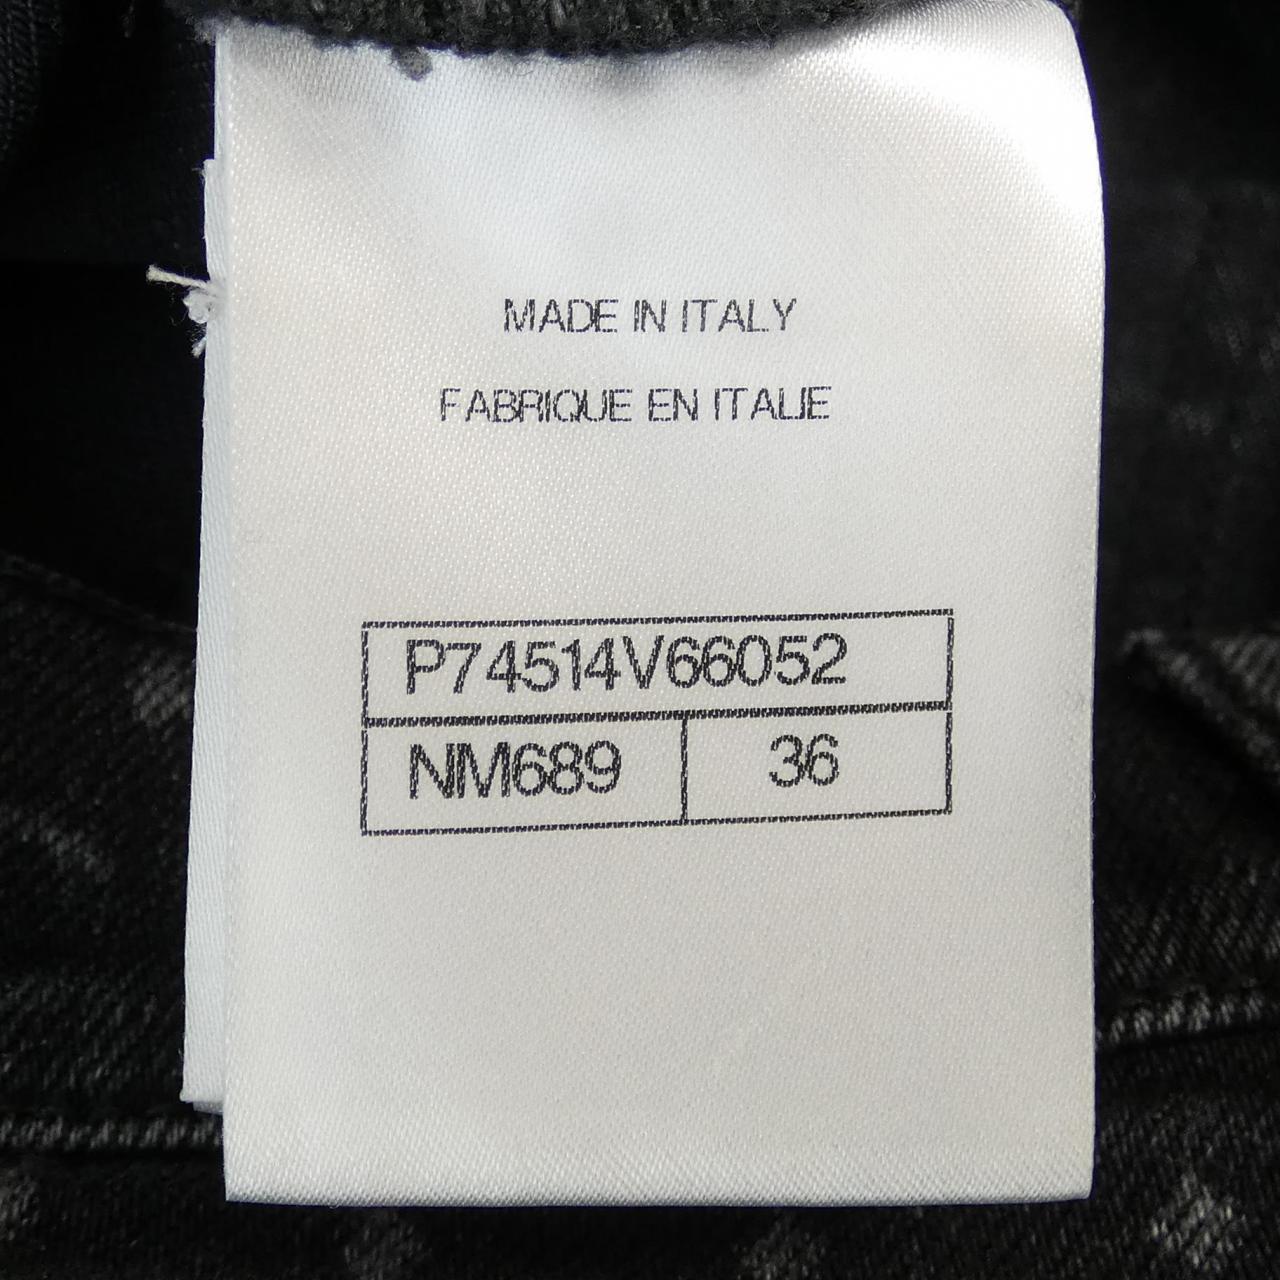 MADE IN ITALY
FABRIQUE EN ITALIE
P74514V66052
NM689 36